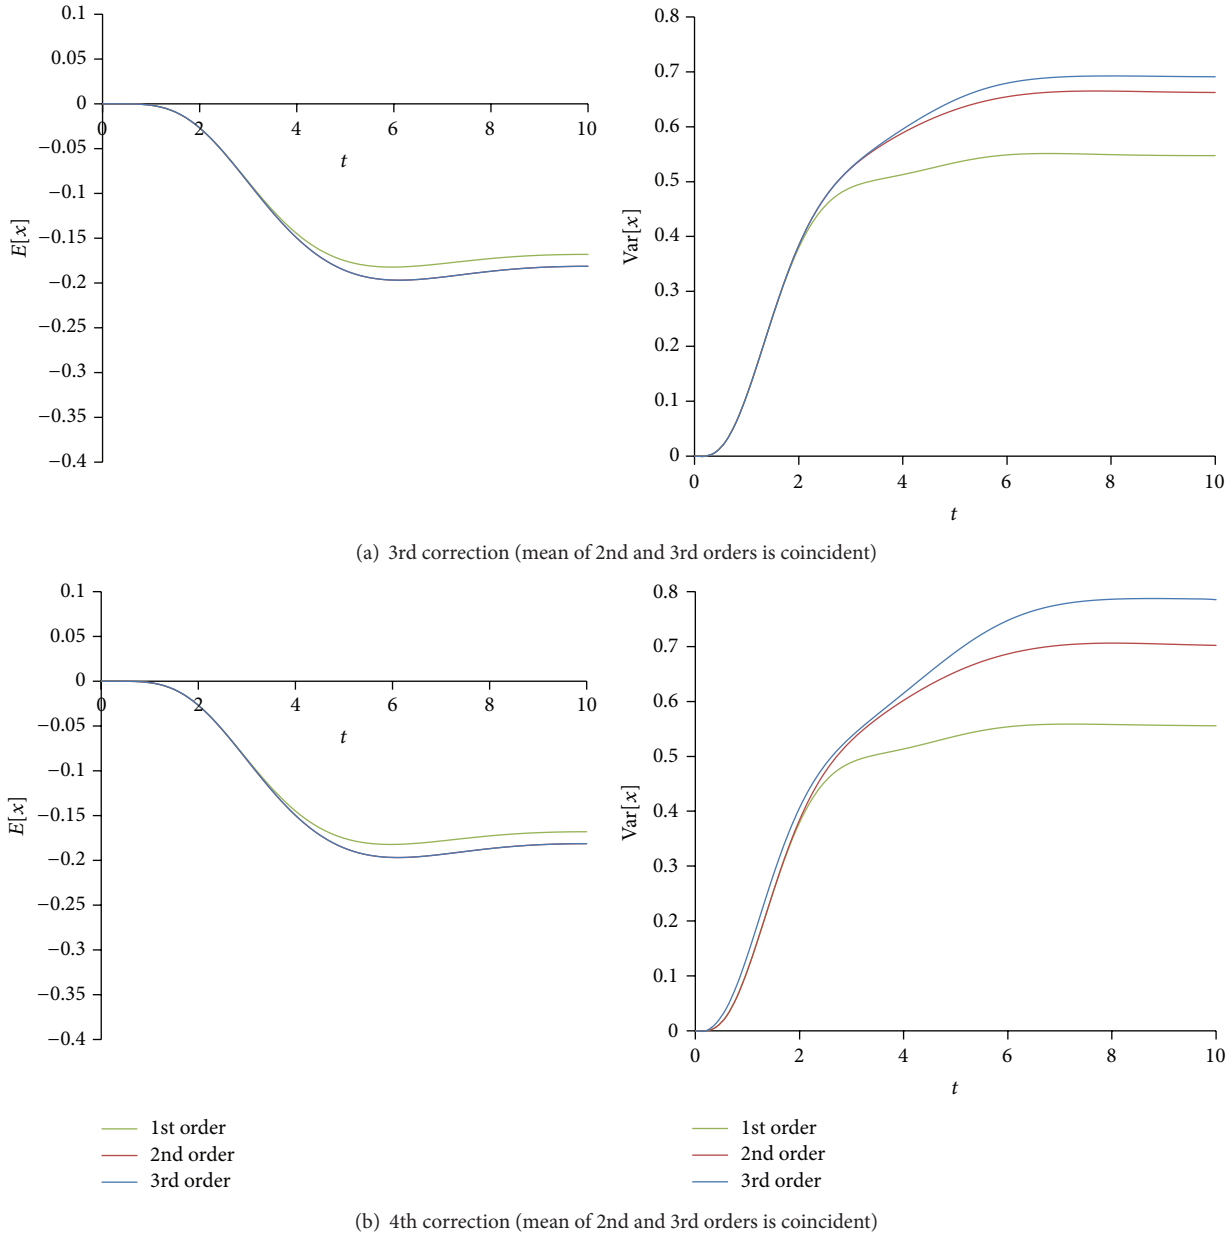 0.1
0.05
0
−0.05
−0.1
−0.15
−0.2
−0.25
−0.3
−0.35
−0.4
E[x]
0 2 4 6 8 10
t
0.8
0.7
0.6
0.5
0.4
0.3
0.2
0.1
0
Var[x]
0 2 4 6 8 10
t
(a) 3rd correction (mean of 2nd and 3rd orders is coincident)
0.1
0.05
0
−0.05
−0.1
−0.15
−0.2
−0.25
−0.3
−0.35
−0.4
E[x]
0 2 4 6 8 10
t
0.8
0.7
0.6
0.5
0.4
0.3
0.2
0.1
0
Var[x]
0 2 4 6 8 10
t
1st order
2nd order
3rd order
1st order
2nd order
3rd order
(b) 4th correction (mean of 2nd and 3rd orders is coincident)